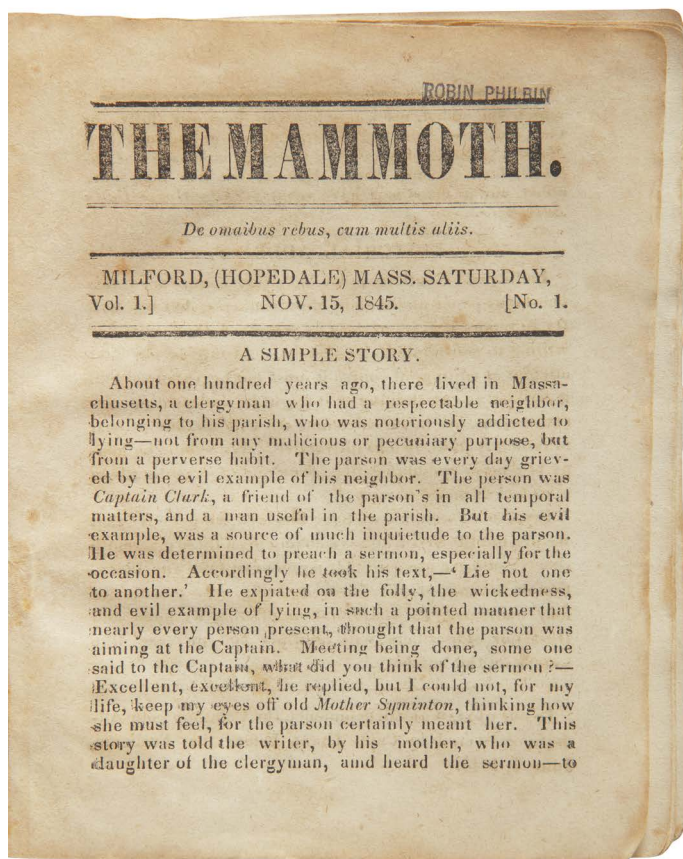 ROBIN PHILBIN
THE MAMMOTH.
De omaibus rebus, cum multis aliis.
MILFORD, (HOPEDALE) MASS. SATURDAY,
Vol. 1.] NOV. 15, 1845. [No. 1.
A SIMPLE STORY.
About one hundred years ago, there lived in Massa-
chusetts, a clergyman who had a respectable neighbor,
belonging to his parish, who was notoriously addicted to
lying—not from any malicious or pecuniary purpose, but
from a perverse habit. The parson was every day griev-
ed by the evil example of his neighbor. The person was
Captain Clark, a friend of the parson's in all temporal
matters, and a man useful in the parish. But his evil
example, was a source of much inquietude to the parson.
He was determined to preach a sermon, especially for the
occasion. Accordingly he took his text,—‘ Lie not one
to another.’ He expiated on the folly, the wickedness,
and evil example of lying, in such a pointed manner that
nearly every person present, thought that the parson was
aiming at the Captain. Meeting being done, some one
said to the Captain, what did you think of the sermon ?—
Excellent, excellent, he replied, but I could not, for my
life, keep my eyes off old Mother Syminton, thinking how
she must feel, for the parson certainly meant her. This
story was told the writer, by his mother, who was a
daughter of the clergyman, amd heard the sermon—to